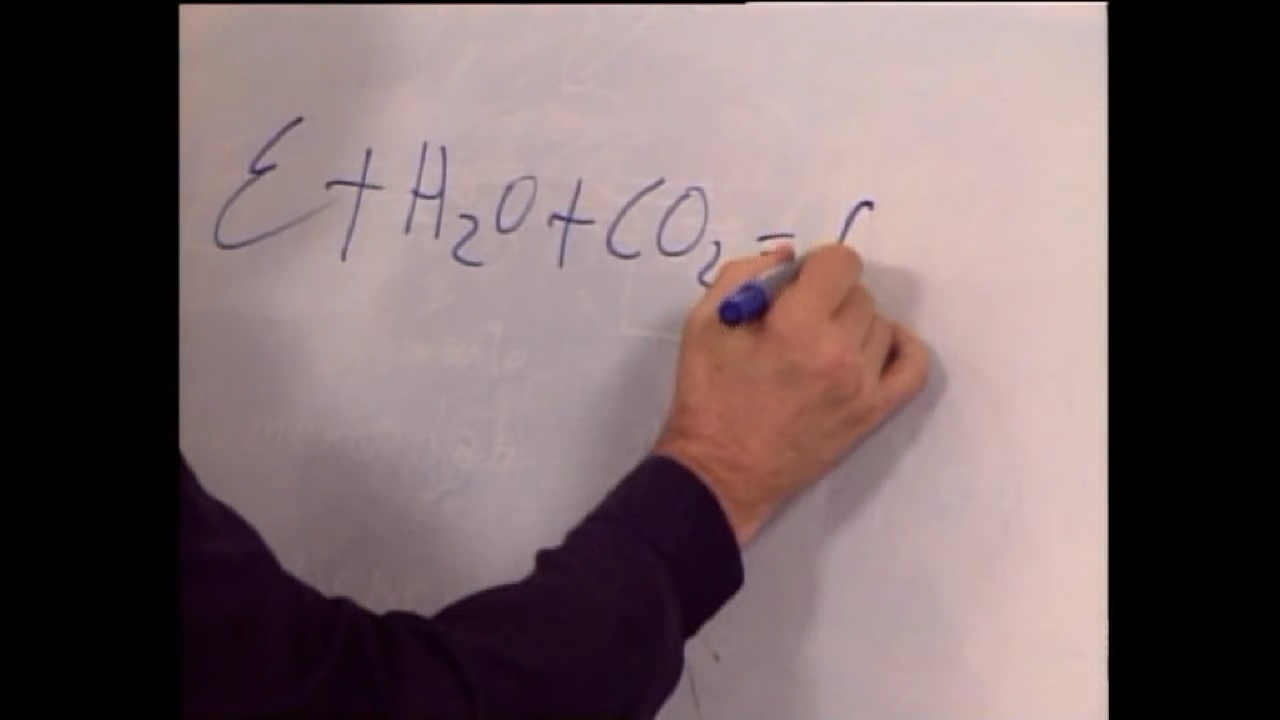 E + H₂O + CO₂ =